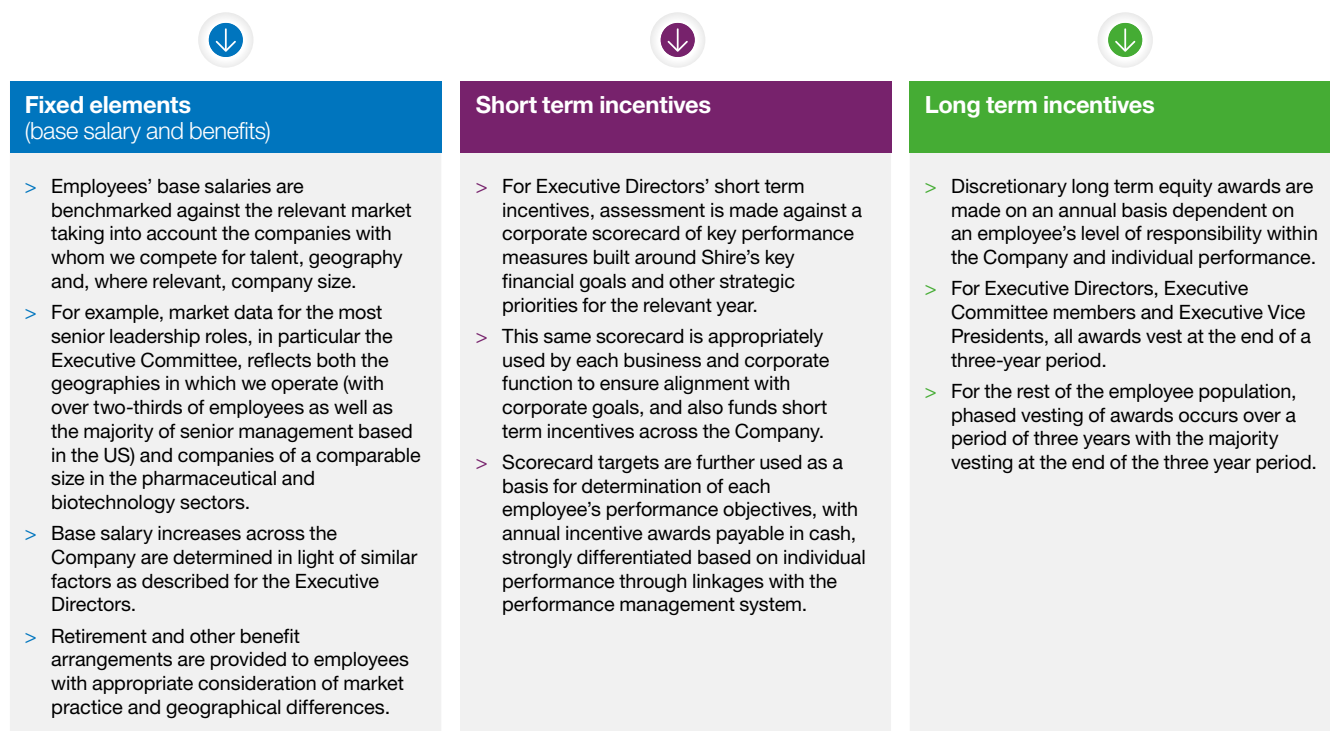 Fixed elements
(base salary and benefits)
> Employees' base salaries are
benchmarked against the relevant market
taking into account the companies with
whom we compete for talent, geography
and, where relevant, company size.
> For example, market data for the most
senior leadership roles, in particular the
Executive Committee, reflects both the
geographies in which we operate (with
over two-thirds of employees as well as
the majority of senior management based
in the US) and companies of a comparable
size in the pharmaceutical and
biotechnology sectors.
> Base salary increases across the
Company are determined in light of similar
factors as described for the Executive
Directors.
> Retirement and other benefit
arrangements are provided to employees
with appropriate consideration of market
practice and geographical differences.
Short term incentives
> For Executive Directors' short term
incentives, assessment is made against a
corporate scorecard of key performance
measures built around Shire's key
financial goals and other strategic
priorities for the relevant year.
> This same scorecard is appropriately
used by each business and corporate
function to ensure alignment with
corporate goals, and also funds short
term incentives across the Company.
> Scorecard targets are further used as a
basis for determination of each
employee's performance objectives, with
annual incentive awards payable in cash,
strongly differentiated based on individual
performance through linkages with the
performance management system.
Long term incentives
> Discretionary long term equity awards are
made on an annual basis dependent on
an employee's level of responsibility within
the Company and individual performance.
> For Executive Directors, Executive
Committee members and Executive Vice
Presidents, all awards vest at the end of a
three-year period.
> For the rest of the employee population,
phased vesting of awards occurs over a
period of three years with the majority
vesting at the end of the three year period.